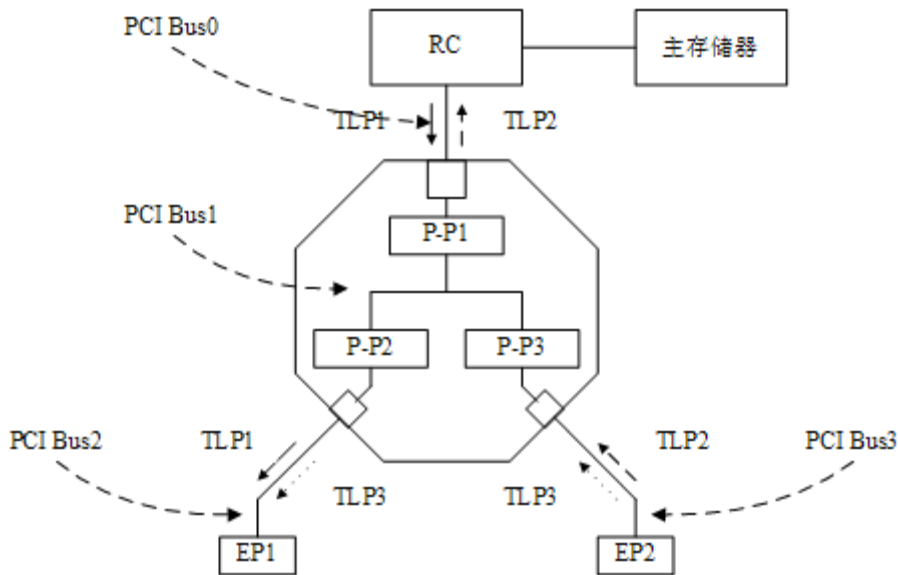 PCI Bus0
RC
主存储器
TLP1
TLP2
PCI Bus1
P-P1
P-P2
P-P3
PCI Bus2
TLP1
TLP2
PCI Bus3
TLP3
TLP3
EP1
EP2